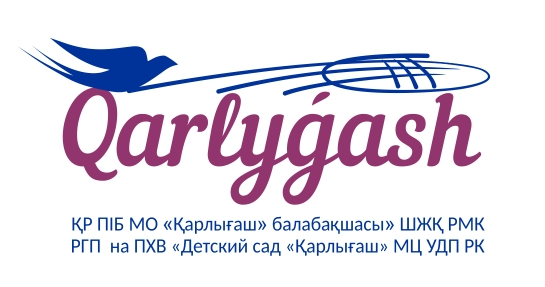 Qarlyǵash
ҚР ПІБ МО «Қарлығаш» балабақшасы» ШЖҚ РМК
РГП на ПХВ «Детский сад «Қарлығаш» МЦ УДП РК